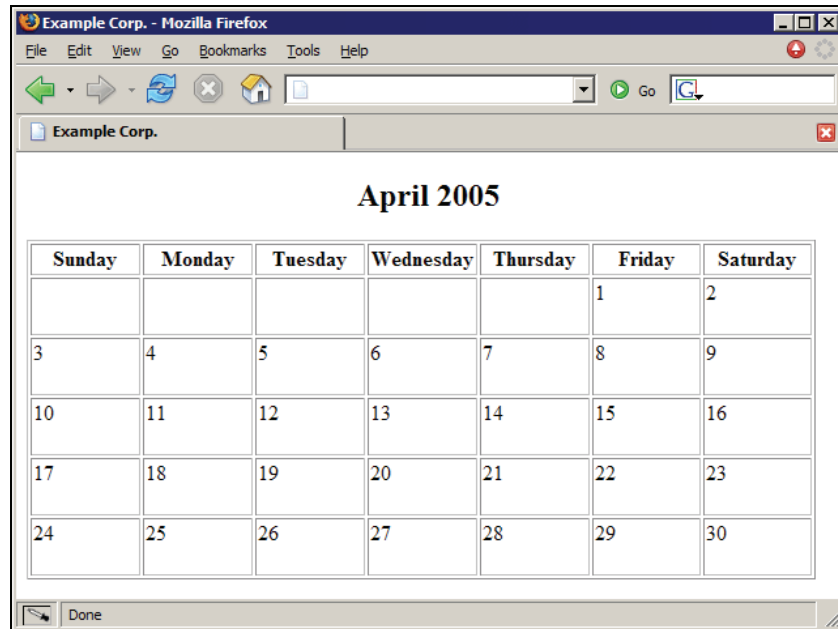 Example Corp. - Mozilla Firefox
File Edit View Go Bookmarks Tools Help
Go G
Example Corp.
April 2005
Sunday Monday Tuesday Wednesday Thursday Friday Saturday
1 2
3 4 5 6 7 8 9
10 11 12 13 14 15 16
17 18 19 20 21 22 23
24 25 26 27 28 29 30
Done